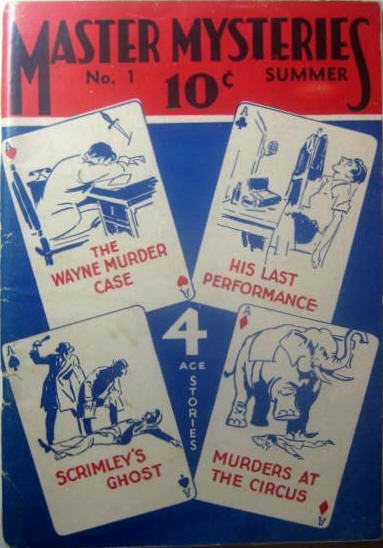 MASTER MYSTERIES
No. 1 10¢ SUMMER
A
THE
WAYNE MURDER
CASE
A
A
HIS LAST
PERFORMANCE
A
SCRIMLEY'S
GHOST
A
4
ACE
STORIES
A
MURDERS AT
THE CIRCUS